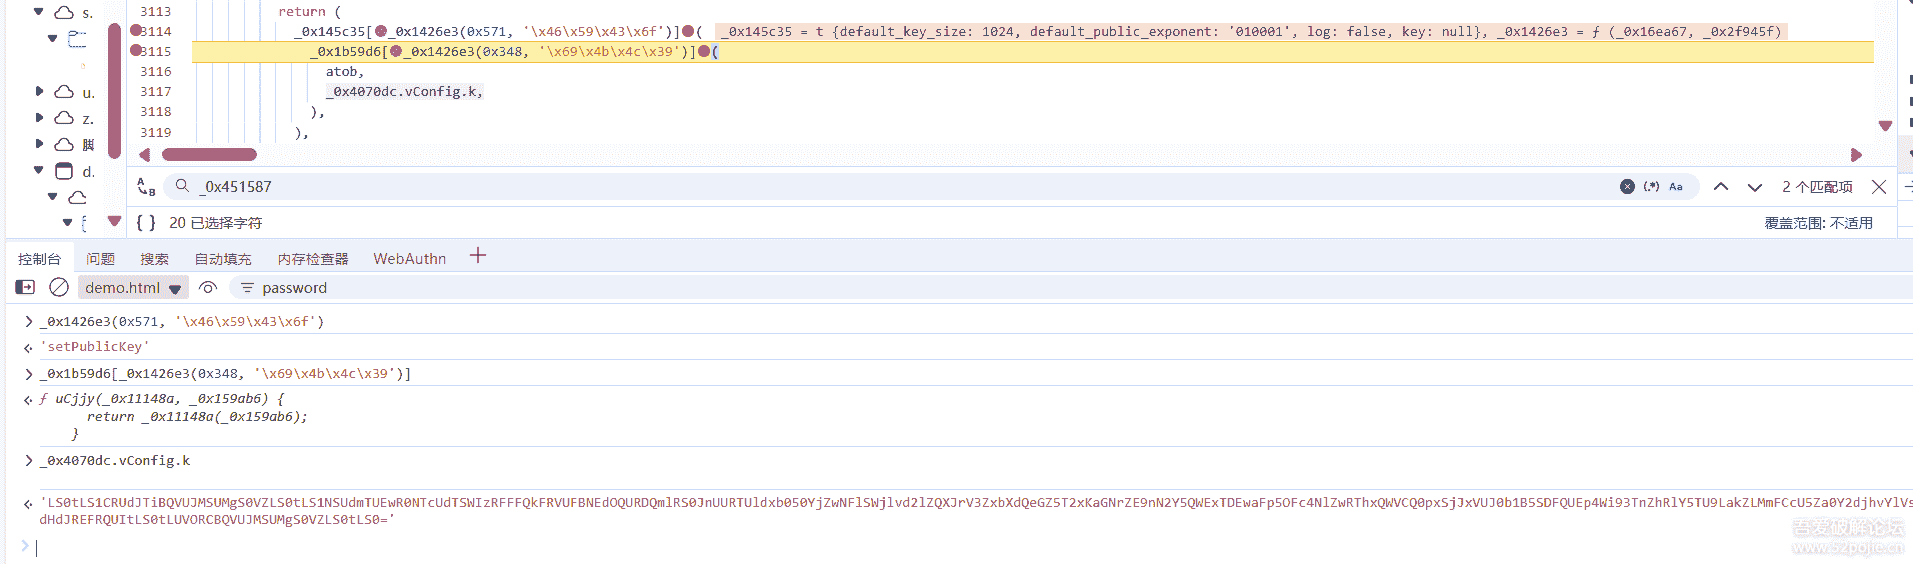 s.
u.
z.
脚
d.
3113 return (
3114 _0x145c35[_0x1426e3(0x571, '\x46\x59\x43\x6f')]( _0x145c35 = t {default_key_size: 1024, default_public_exponent: '010001', log: false, key: null}, _0x1426e3 = ƒ (_0x16ea67, _0x2f945f)
3115 _0x1b59d6[_0x1426e3(0x348, '\x69\x4b\x4c\x39')](
3116 atob,
3117 _0x4070dc.vConfig.k,
3118 ),
3119 ),
_0x451587 (.*) Aa 2 个匹配项
{ } 20 已选择字符 覆盖范围: 不适用
控制台 问题 搜索 自动填充 内存检查器 WebAuthn
demo.html password
_0x1426e3(0x571, '\x46\x59\x43\x6f')
'setPublicKey'
_0x1b59d6[_0x1426e3(0x348, '\x69\x4b\x4c\x39')]
ƒ uCjjy(_0x11148a, _0x159ab6) {
return _0x11148a(_0x159ab6);
}
_0x4070dc.vConfig.k
吾爱破解论坛
www.52pojie.cn